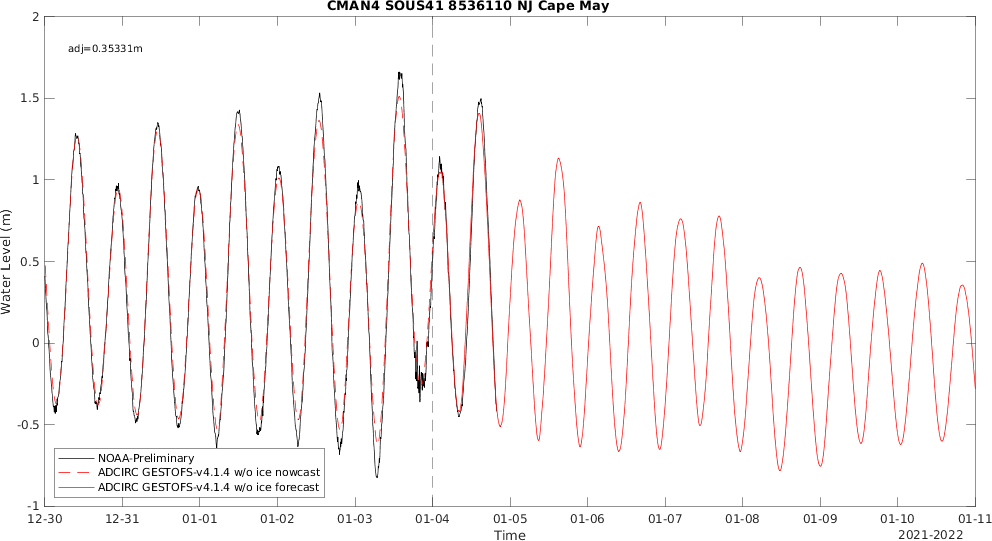 CMAN4 SOUS41 8536110 NJ Cape May
adj=0.35331m
2
1.5
1
0.5
0
-0.5
-1
Water Level (m)
NOAA-Preliminary
ADCIRC GESTOFS-v4.1.4 w/o ice nowcast
ADCIRC GESTOFS-v4.1.4 w/o ice forecast
12-30 12-31 01-01 01-02 01-03 01-04 01-05 01-06 01-07 01-08 01-09 01-10 01-11
Time
2021-2022